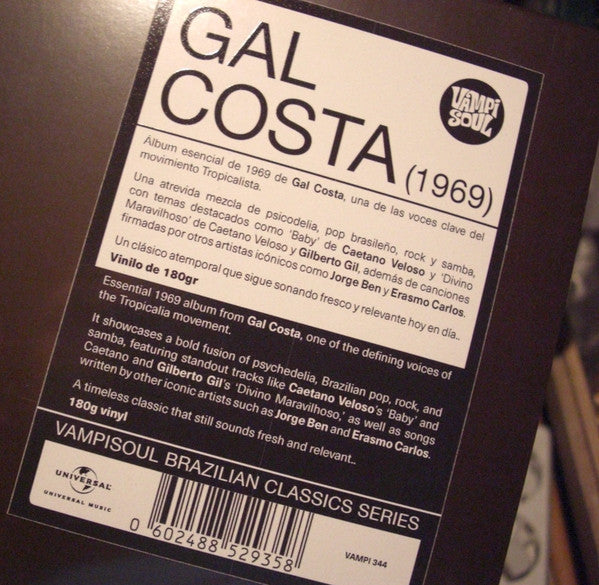 GAL
COSTA (1969)
VAMPI
SOUL
Álbum esencial de 1969 de Gal Costa, una de las voces clave del
movimiento Tropicalista.
Una atrevida mezcla de psicodelia, pop brasileño, rock y samba,
con temas destacados como 'Baby' de Caetano Veloso y 'Divino
Maravilhoso' de Caetano Veloso y Gilberto Gil, además de canciones
firmadas por otros artistas icónicos como Jorge Ben y Erasmo Carlos.
Un clásico atemporal que sigue sonando fresco y relevante hoy en día..
Vinilo de 180gr
Essential 1969 album from Gal Costa, one of the defining voices of
the Tropicalia movement.
It showcases a bold fusion of psychedelia, Brazilian pop, rock, and
samba, featuring standout tracks like Caetano Veloso's 'Baby' and
Caetano and Gilberto Gil's 'Divino Maravilhoso,' as well as songs
written by other iconic artists such as Jorge Ben and Erasmo Carlos.
A timeless classic that still sounds fresh and relevant..
180g vinyl
VAMPISOUL BRAZILIAN CLASSICS SERIES
UNIVERSAL
UNIVERSAL MUSIC
0 602488 529358
VAMPI 344